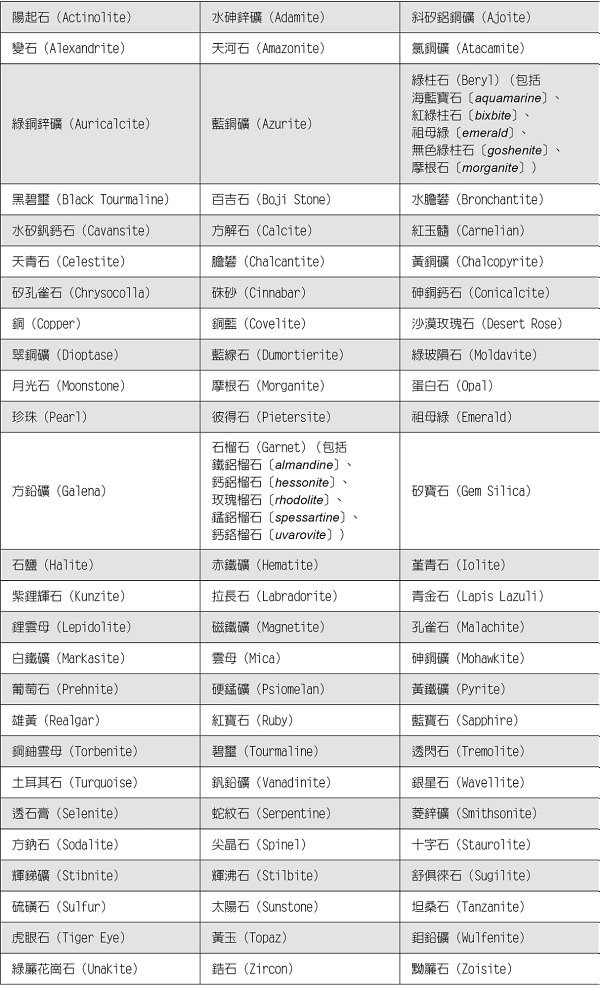 陽起石 (Actinolite)
水砷鋅礦 (Adamite)
斜矽鋁銅礦 (Ajoite)
變石 (Alexandrite)
天河石 (Amazonite)
氯銅礦 (Atacamite)
綠銅鋅礦 (Auricalcite)
藍銅礦 (Azurite)
綠柱石 (Beryl)(包括
海藍寶石〔aquamarine〕、
紅綠柱石〔bixbite〕、
祖母綠〔emerald〕、
無色綠柱石〔goshenite〕、
摩根石〔morganite〕)
黑碧璽 (Black Tourmaline)
百吉石 (Boji Stone)
水膽礬 (Bronchantite)
水矽釩鈣石 (Cavansite)
方解石 (Calcite)
紅玉髓 (Carnelian)
天青石 (Celestite)
膽礬 (Chalcantite)
黃銅礦 (Chalcopyrite)
矽孔雀石 (Chrysocolla)
硃砂 (Cinnabar)
砷銅鈣石 (Conicalcite)
銅 (Copper)
銅藍 (Covelite)
沙漠玫瑰石 (Desert Rose)
翠銅礦 (Dioptase)
藍線石 (Dumortierite)
綠玻隕石 (Moldavite)
月光石 (Moonstone)
摩根石 (Morganite)
蛋白石 (Opal)
珍珠 (Pearl)
彼得石 (Pietersite)
祖母綠 (Emerald)
方鉛礦 (Galena)
石榴石 (Garnet)(包括
鐵鋁榴石〔almandine〕、
鈣鋁榴石〔hessonite〕、
玫瑰榴石〔rhodolite〕、
錳鋁榴石〔spessartine〕、
鈣鉻榴石〔uvarovite〕)
矽寶石 (Gem Silica)
石鹽 (Halite)
赤鐵礦 (Hematite)
堇青石 (Iolite)
紫鋰輝石 (Kunzite)
拉長石 (Labradorite)
青金石 (Lapis Lazuli)
鋰雲母 (Lepidolite)
磁鐵礦 (Magnetite)
孔雀石 (Malachite)
白鐵礦 (Markasite)
雲母 (Mica)
砷銅礦 (Mohawkite)
葡萄石 (Prehnite)
硬錳礦 (Psiomelan)
黃鐵礦 (Pyrite)
雄黃 (Realgar)
紅寶石 (Ruby)
藍寶石 (Sapphire)
銅鈾雲母 (Torbenite)
碧璽 (Tourmaline)
透閃石 (Tremolite)
土耳其石 (Turquoise)
釩鉛礦 (Vanadinite)
銀星石 (Wavellite)
透石膏 (Selenite)
蛇紋石 (Serpentine)
菱鋅礦 (Smithsonite)
方鈉石 (Sodalite)
尖晶石 (Spinel)
十字石 (Staurolite)
輝銻礦 (Stibnite)
輝沸石 (Stilbite)
舒俱徠石 (Sugilite)
硫磺石 (Sulfur)
太陽石 (Sunstone)
坦桑石 (Tanzanite)
虎眼石 (Tiger Eye)
黃玉 (Topaz)
鉬鉛礦 (Wulfenite)
綠簾花崗石 (Unakite)
鋯石 (Zircon)
黝簾石 (Zoisite)